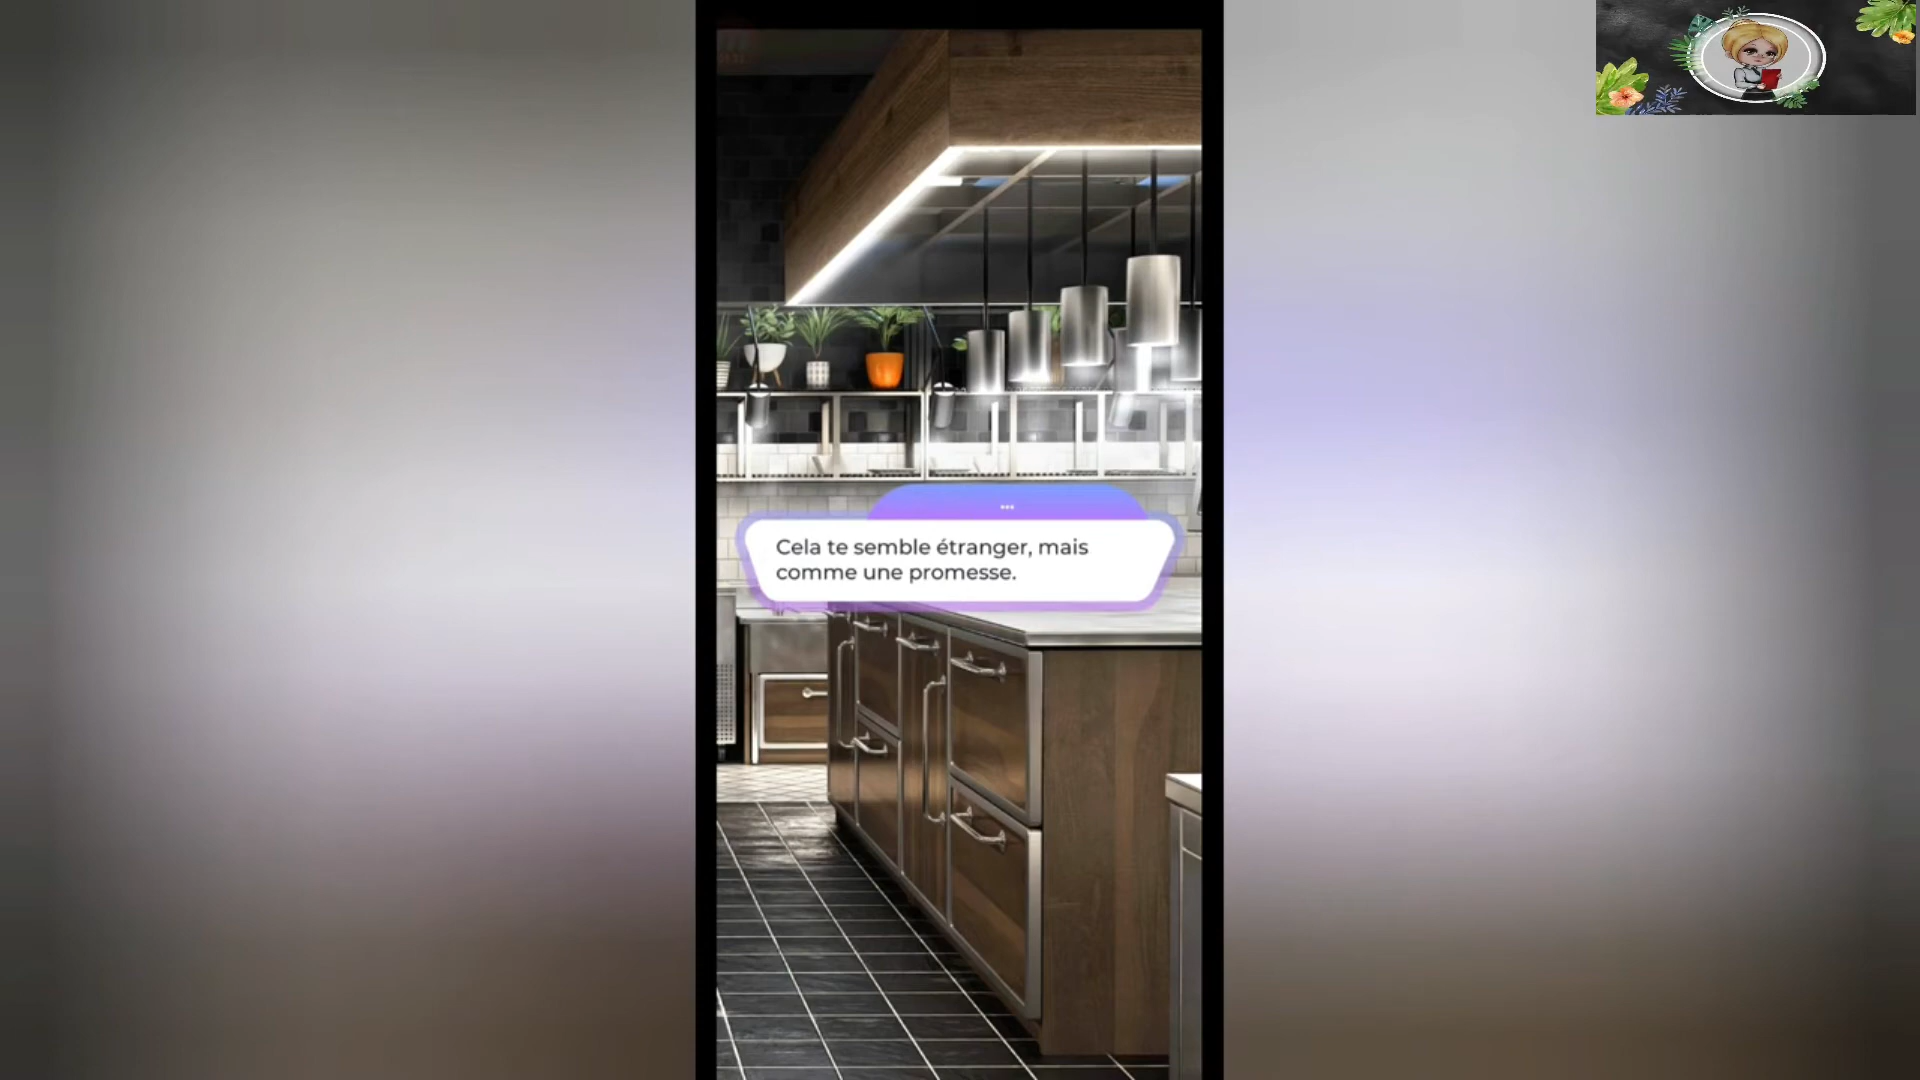 ...
Cela te semble étranger, mais
comme une promesse.